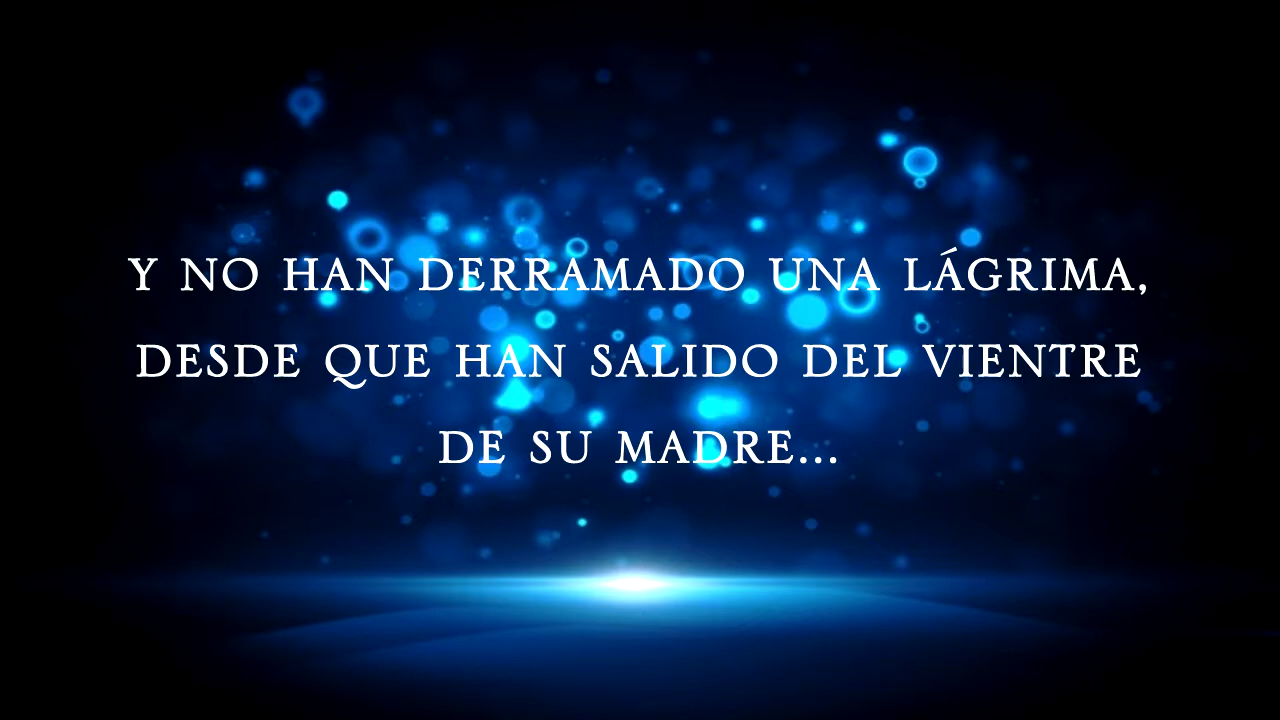 Y NO HAN DERRAMADO UNA LÁGRIMA,
DESDE QUE HAN SALIDO DEL VIENTRE
DE SU MADRE...